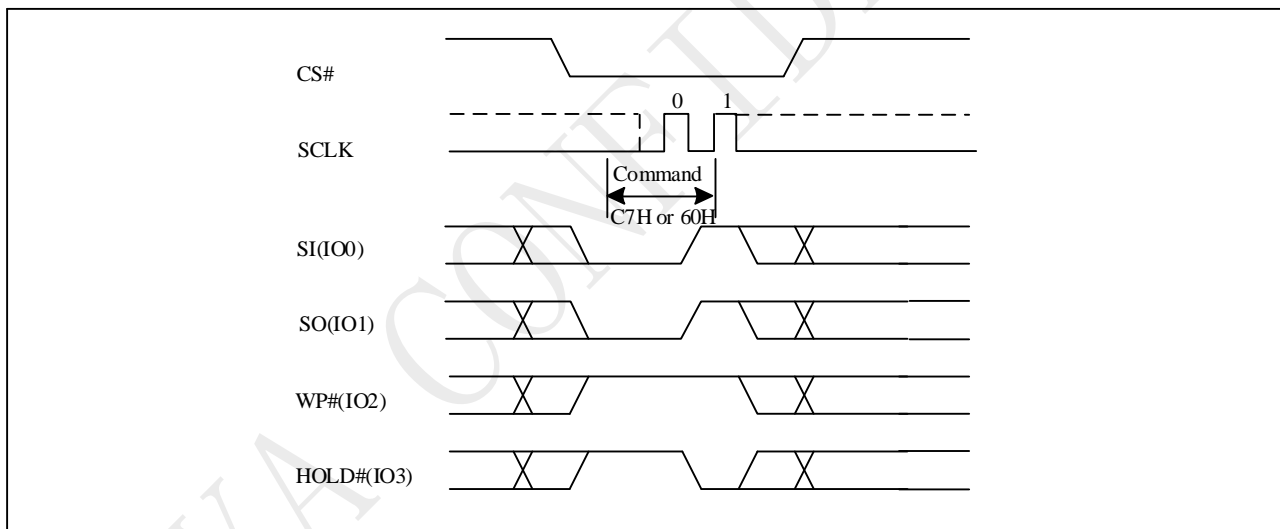 CS#
0 1
SCLK
Command
C7H or 60H
SI(IO0)
SO(IO1)
WP#(IO2)
HOLD#(IO3)